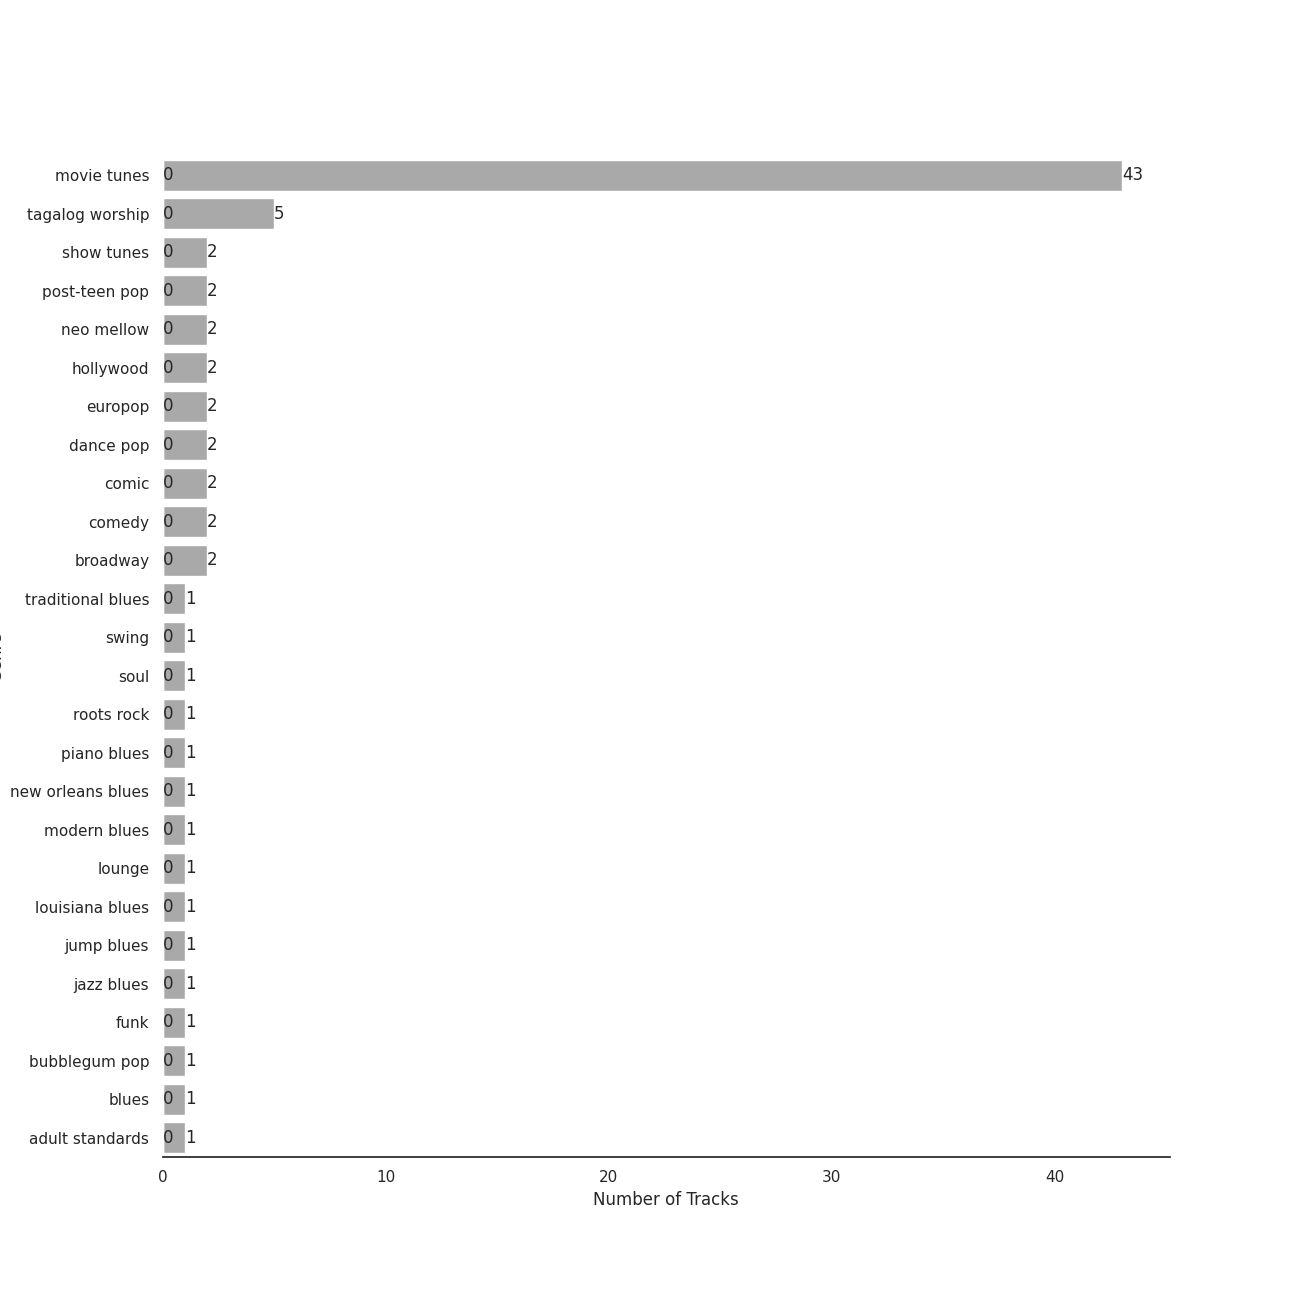 movie tunes 0 43
tagalog worship 0 5
show tunes 0 2
post-teen pop 0 2
neo mellow 0 2
hollywood 0 2
europop 0 2
dance pop 0 2
comic 0 2
comedy 0 2
broadway 0 2
traditional blues 0 1
swing 0 1
soul 0 1
roots rock 0 1
piano blues 0 1
new orleans blues 0 1
modern blues 0 1
lounge 0 1
louisiana blues 0 1
jump blues 0 1
jazz blues 0 1
funk 0 1
bubblegum pop 0 1
blues 0 1
adult standards 0 1
0 10 20 30 40
Number of Tracks